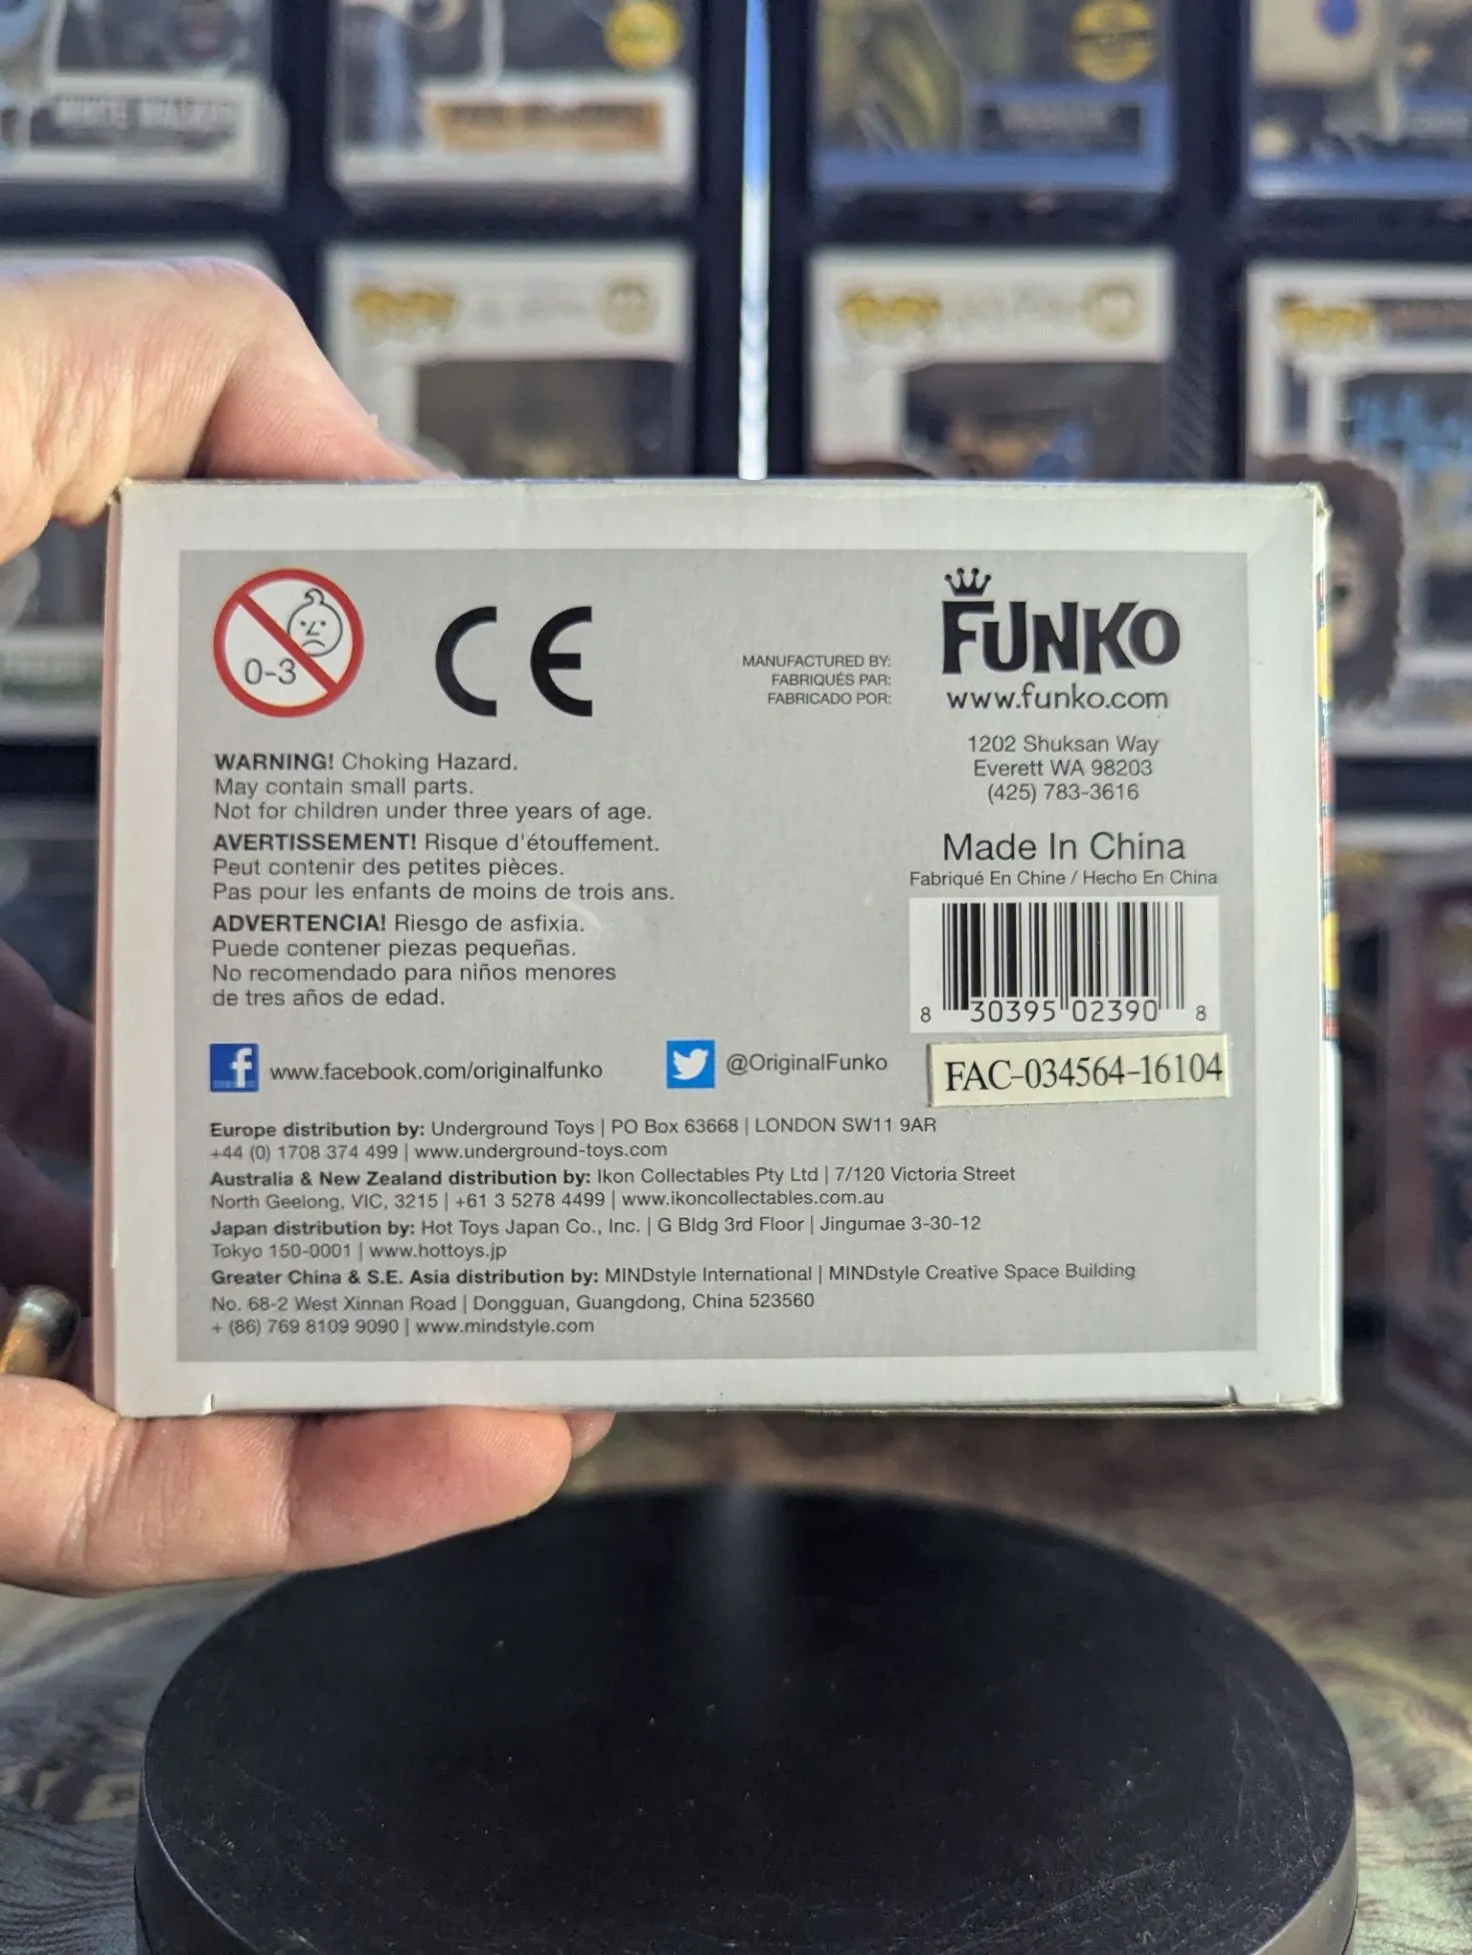 WHITE WALKER
0-3
CE
MANUFACTURED BY:
FABRIQUÉS PAR:
FABRICADO POR:
FUNKO
www.funko.com
1202 Shuksan Way
Everett WA 98203
(425) 783-3616
WARNING! Choking Hazard.
May contain small parts.
Not for children under three years of age.
AVERTISSEMENT! Risque d'étouffement.
Peut contenir des petites pièces.
Pas pour les enfants de moins de trois ans.
ADVERTENCIA! Riesgo de asfixia.
Puede contener piezas pequeñas.
No recomendado para niños menores
de tres años de edad.
Made In China
Fabriqué En Chine / Hecho En China
8 30395 02390 8
f www.facebook.com/originalfunko
@OriginalFunko
FAC-034564-16104
Europe distribution by: Underground Toys | PO Box 63668 | LONDON SW11 9AR
+44 (0) 1708 374 499 | www.underground-toys.com
Australia & New Zealand distribution by: Ikon Collectables Pty Ltd | 7/120 Victoria Street
North Geelong, VIC, 3215 | +61 3 5278 4499 | www.ikoncollectables.com.au
Japan distribution by: Hot Toys Japan Co., Inc. | G Bldg 3rd Floor | Jingumae 3-30-12
Tokyo 150-0001 | www.hottoys.jp
Greater China & S.E. Asia distribution by: MINDstyle International | MINDstyle Creative Space Building
No. 68-2 West Xinnan Road | Dongguan, Guangdong, China 523560
+ (86) 769 8109 9090 | www.mindstyle.com